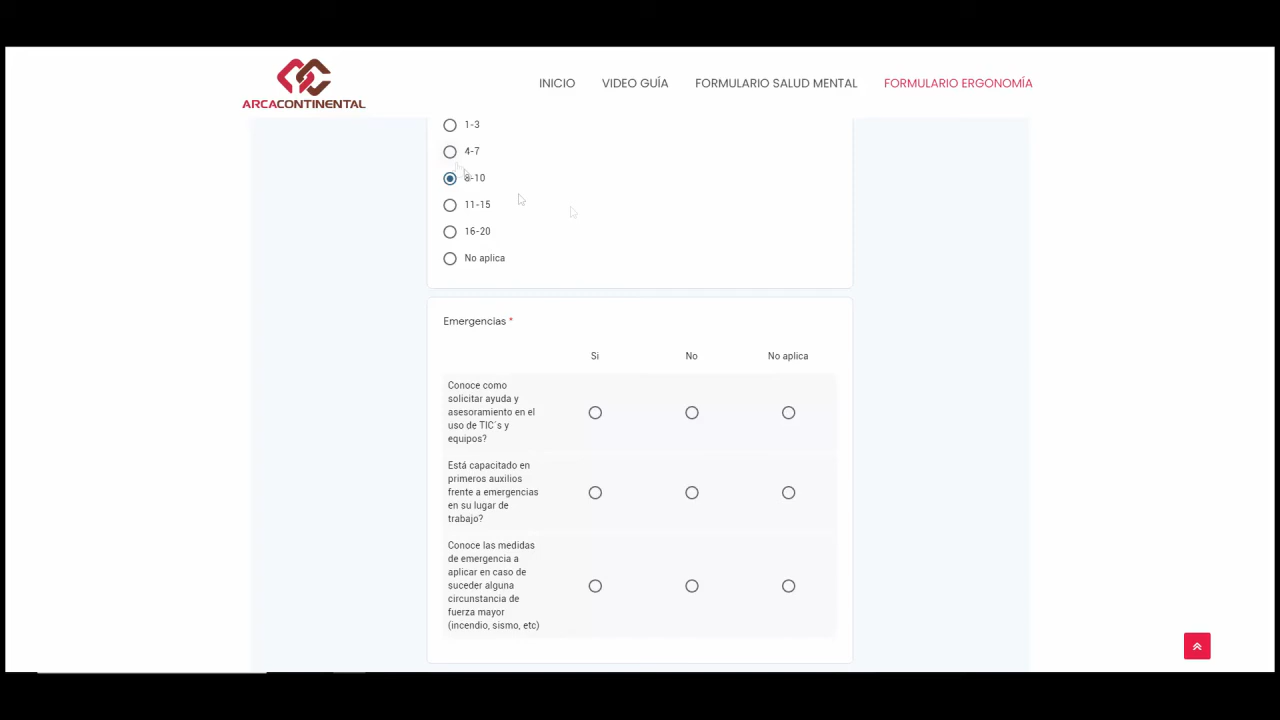 ARCACONTINENTAL
INICIO
VIDEO GUÍA
FORMULARIO SALUD MENTAL
FORMULARIO ERGONOMÍA
1-3
4-7
8-10
11-15
16-20
No aplica
Emergencias *
Si
No
No aplica
Conoce como
solicitar ayuda y
asesoramiento en el
uso de TIC´s y
equipos?
Está capacitado en
primeros auxilios
frente a emergencias
en su lugar de
trabajo?
Conoce las medidas
de emergencia a
aplicar en caso de
suceder alguna
circunstancia de
fuerza mayor
(incendio, sismo, etc)